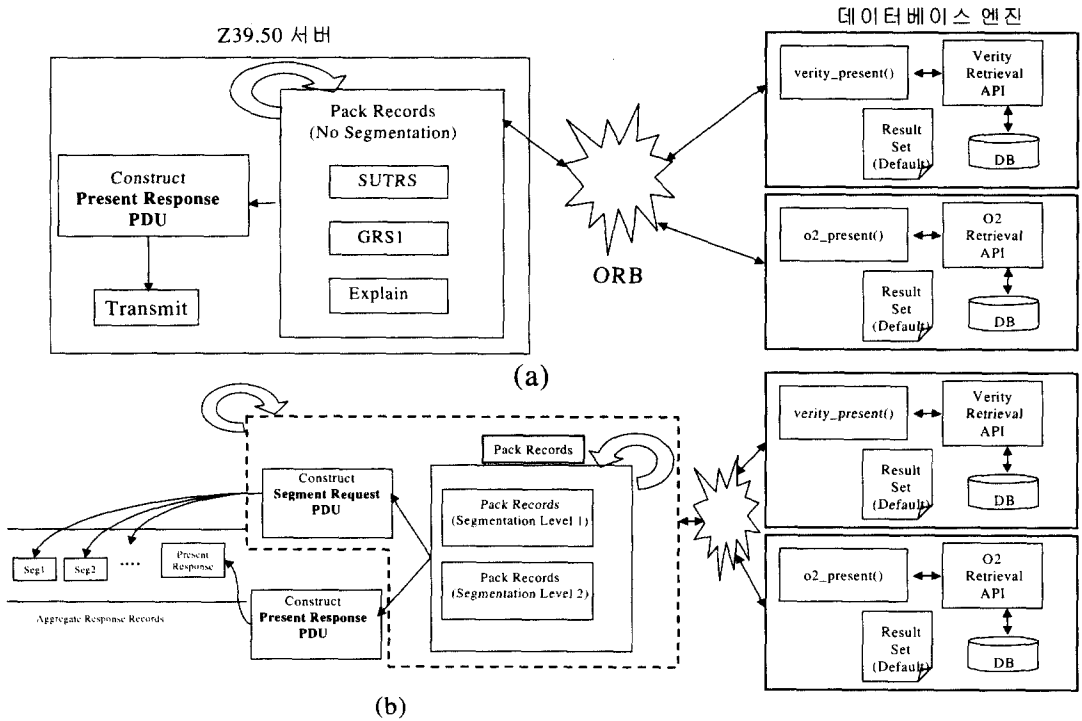 Z39.50 서버
데이터베이스 엔진
Pack Records
(No Segmentation)
SUTRS
GRS1
Explain
Construct
Present Response
PDU
Transmit
ORB
verity_present()
Verity
Retrieval
API
Result
Set
(Default)
DB
o2_present()
O2
Retrieval
API
Result
Set
(Default)
DB
(a)
Pack Records
Pack Records
(Segmentation Level 1)
Pack Records
(Segmentation Level 2)
Construct
Segment Request
PDU
Seg1
Seg2
....
Present
Response
Construct
Present Response
PDU
Aggregate Response Records
verity_present()
Verity
Retrieval
API
Result
Set
(Default)
DB
o2_present()
O2
Retrieval
API
Result
Set
(Default)
DB
(b)